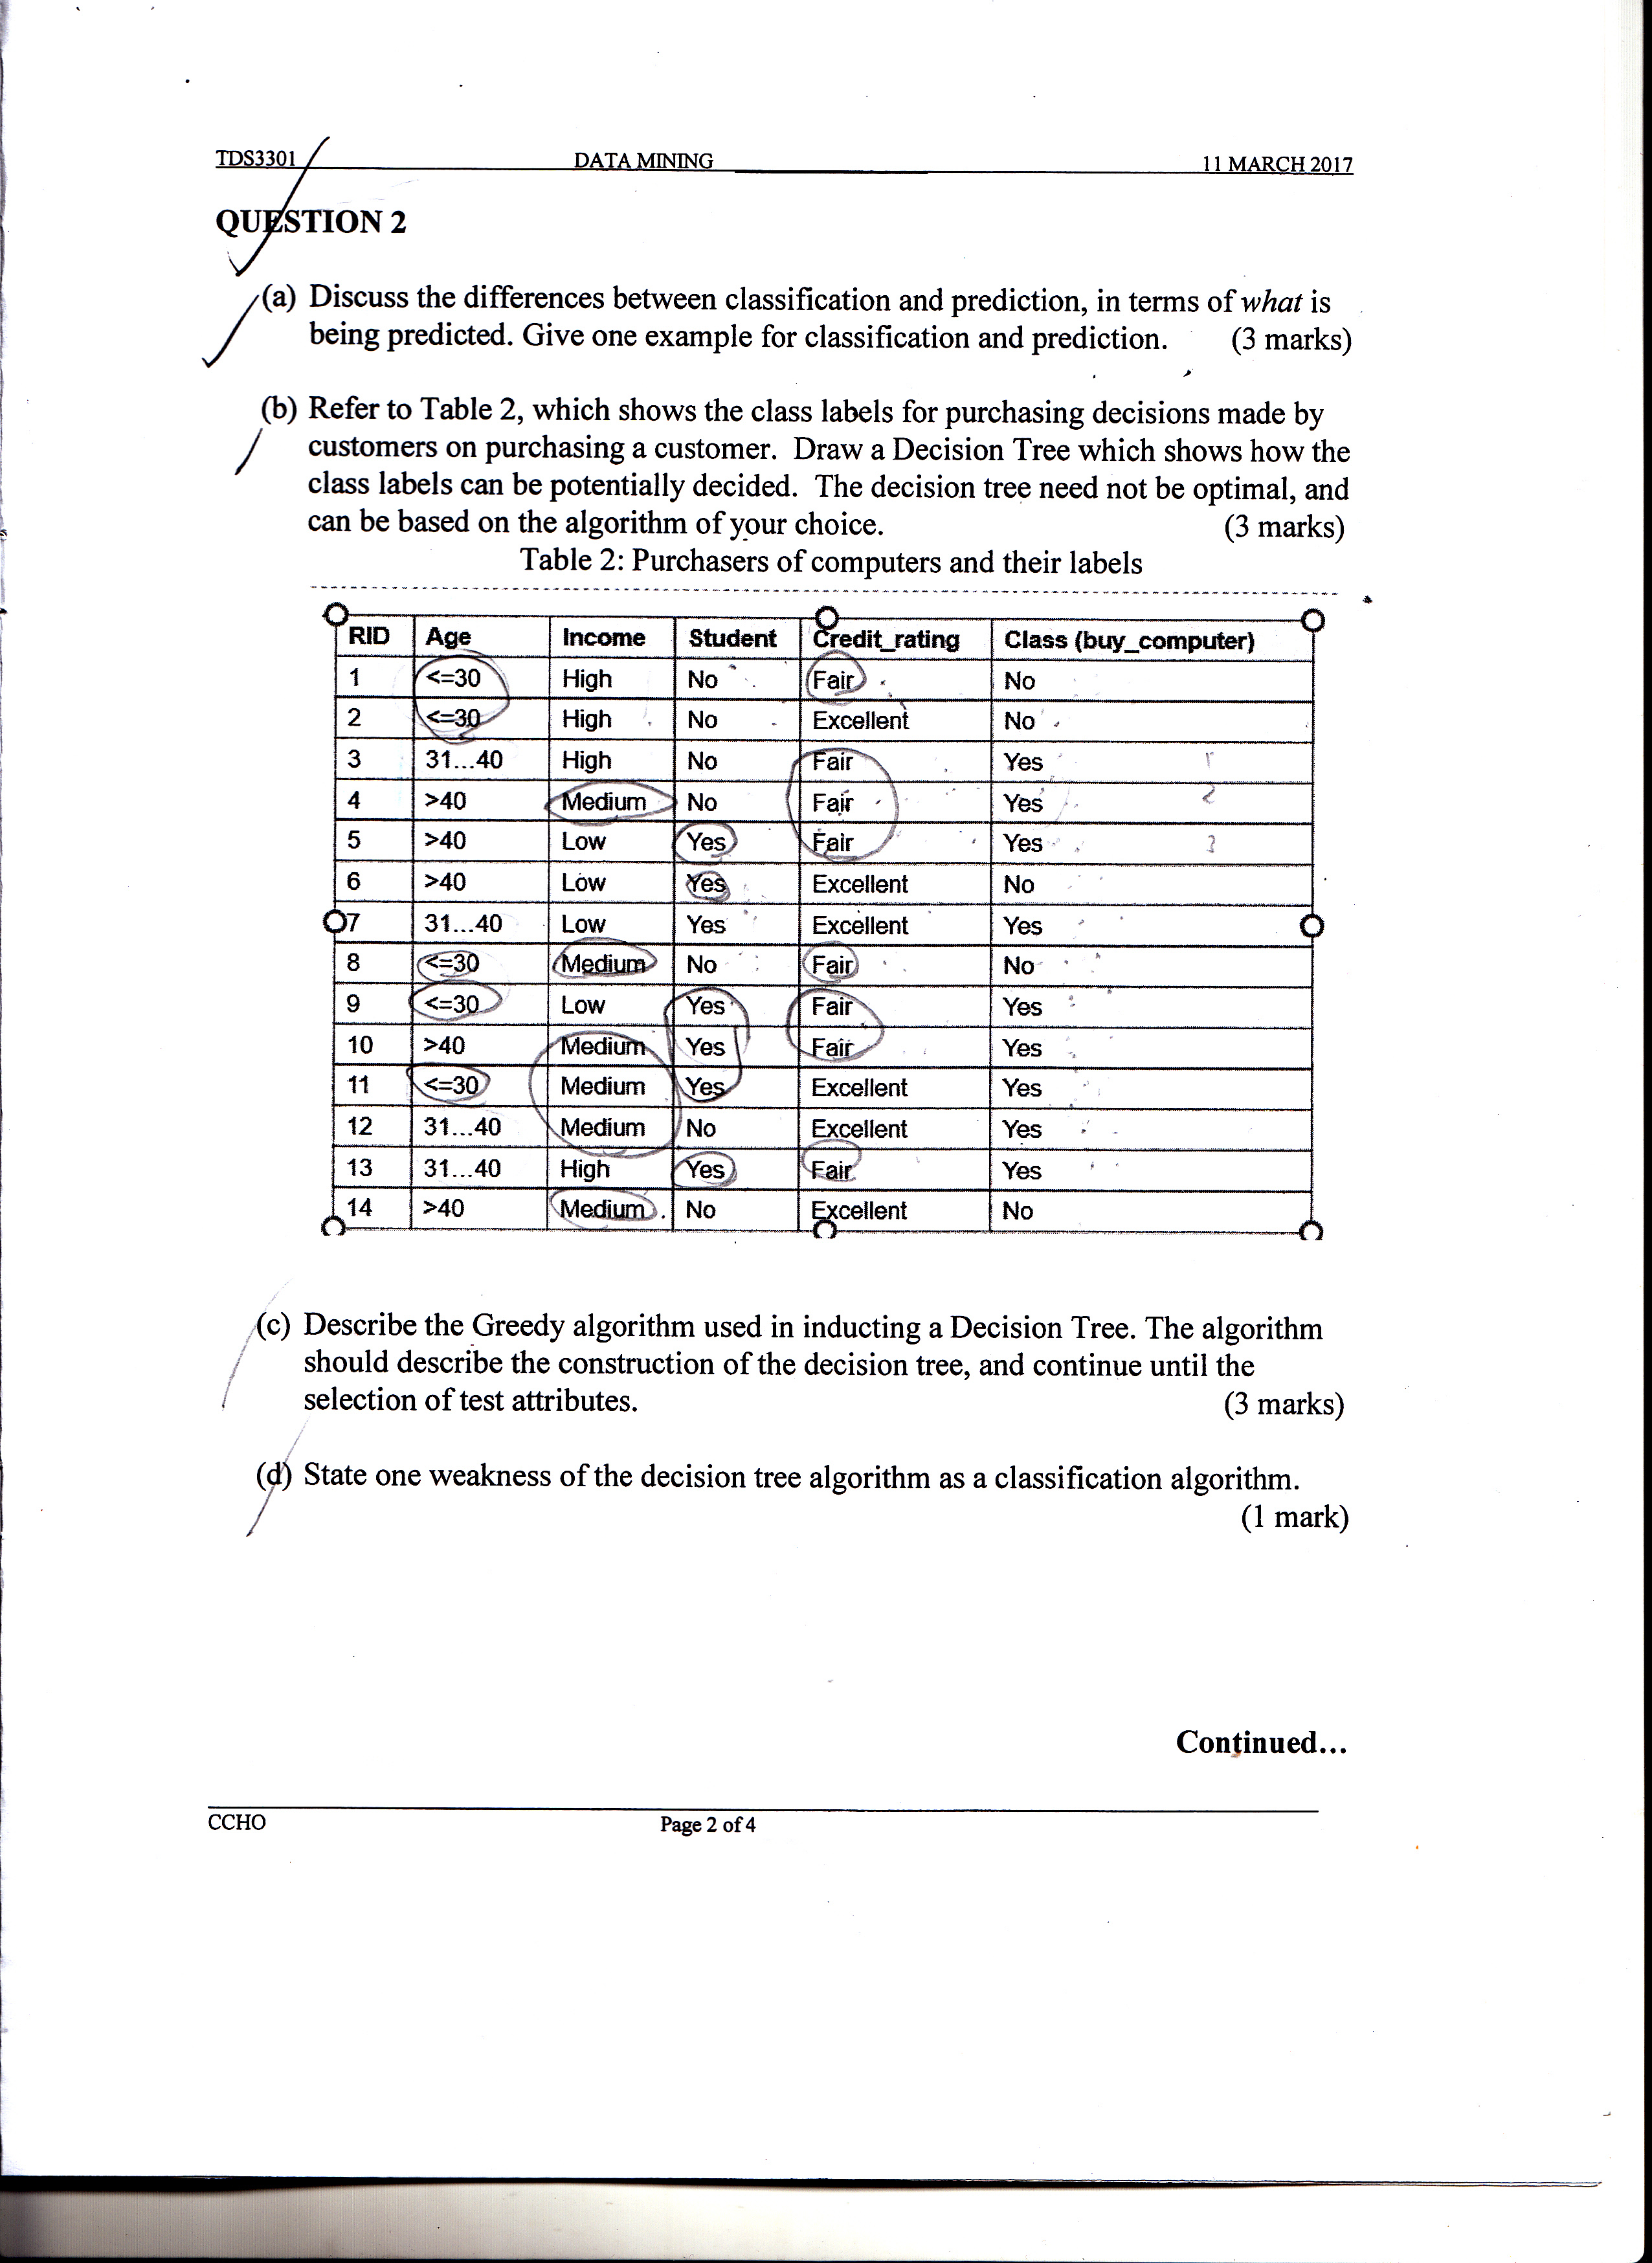 TDS3301 DATA MINING 11 MARCH 2017
QUESTION 2
(a) Discuss the differences between classification and prediction, in terms of what is
being predicted. Give one example for classification and prediction. (3 marks)
(b) Refer to Table 2, which shows the class labels for purchasing decisions made by
customers on purchasing a customer. Draw a Decision Tree which shows how the
class labels can be potentially decided. The decision tree need not be optimal, and
can be based on the algorithm of your choice. (3 marks)
Table 2: Purchasers of computers and their labels
RID Age Income Student Credit_rating Class (buy_computer)
1 <=30 High No Fair No
2 <=30 High No Excellent No
3 31...40 High No Fair Yes 1
4 >40 Medium No Fair Yes 2
5 >40 Low Yes Fair Yes 3
6 >40 Low Yes Excellent No
7 31...40 Low Yes Excellent Yes
8 <=30 Medium No Fair No
9 <=30 Low Yes Fair Yes
10 >40 Medium Yes Fair Yes
11 <=30 Medium Yes Excellent Yes
12 31...40 Medium No Excellent Yes
13 31...40 High Yes Fair Yes
14 >40 Medium No Excellent No
(c) Describe the Greedy algorithm used in inducting a Decision Tree. The algorithm
should describe the construction of the decision tree, and continue until the
selection of test attributes. (3 marks)
(d) State one weakness of the decision tree algorithm as a classification algorithm.
(1 mark)
Continued...
CCHO Page 2 of 4